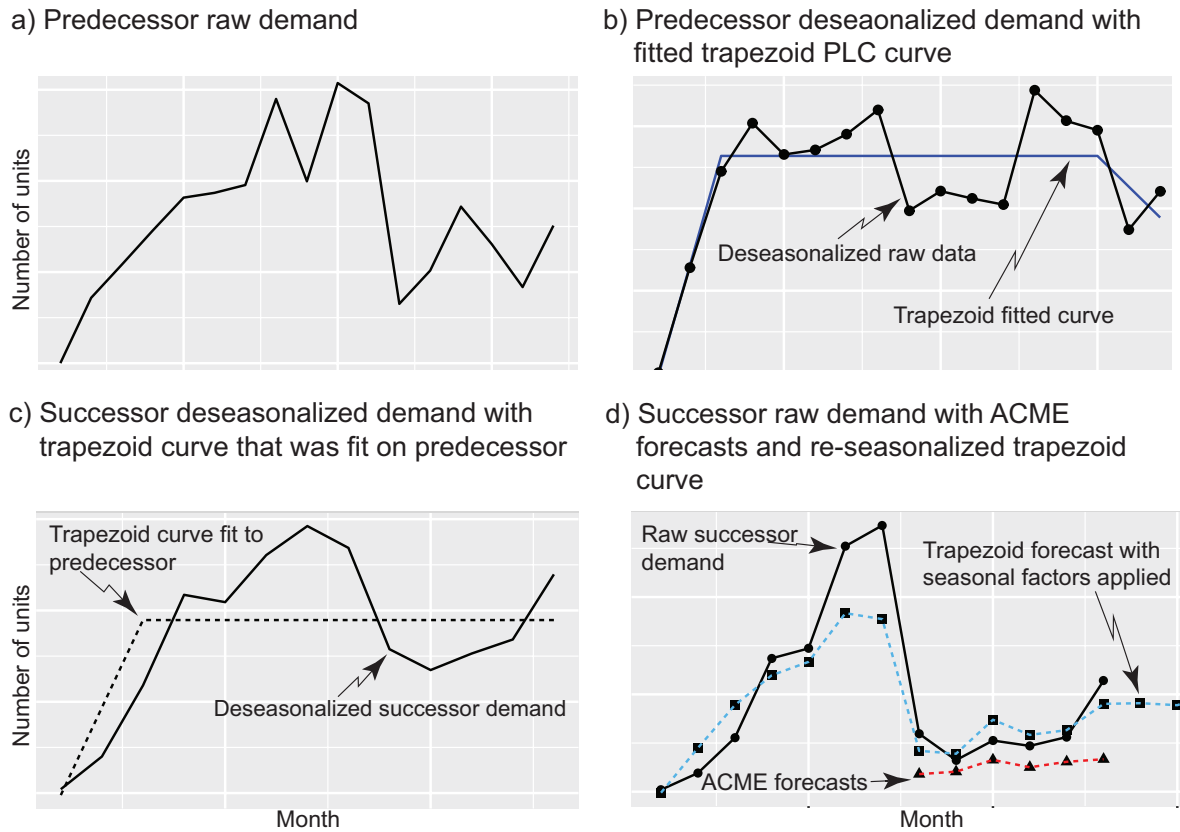 a) Predecessor raw demand
Number of units
b) Predecessor deseaonalized demand with
fitted trapezoid PLC curve
Deseasonalized raw data
Trapezoid fitted curve
c) Successor deseasonalized demand with
trapezoid curve that was fit on predecessor
Trapezoid curve fit to
predecessor
Deseasonalized successor demand
Number of units
Month
d) Successor raw demand with ACME
forecasts and re-seasonalized trapezoid
curve
Raw successor
demand
Trapezoid forecast with
seasonal factors applied
ACME forecasts
Month